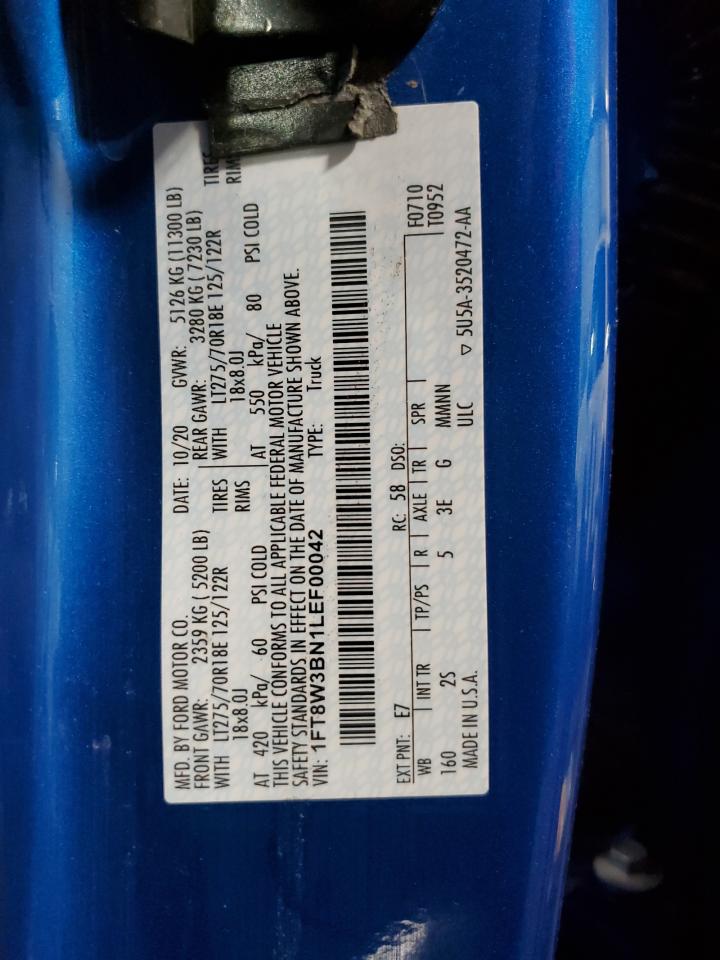 MFD. BY FORD MOTOR CO.
DATE: 10/20 GVWR: 5126 KG (11300 LB)
FRONT GAWR: 2359 KG ( 5200 LB) REAR GAWR: 3280 KG ( 7230 LB)
WITH LT275/70R18E 125/122R TIRES WITH LT275/70R18E 125/122R TIRES
18x8.0J RIMS 18x8.0J RIMS
AT 420 kPa/ 60 PSI COLD AT 550 kPa/ 80 PSI COLD
THIS VEHICLE CONFORMS TO ALL APPLICABLE FEDERAL MOTOR VEHICLE
SAFETY STANDARDS IN EFFECT ON THE DATE OF MANUFACTURE SHOWN ABOVE.
VIN: 1FT8W3BN1LEF00042 TYPE: Truck
EXT PNT: E7 RC: 58 DSO: F0710
WB INT TR TP/PS R AXLE TR SPR T0952
160 2S 5 3E G MMNN
MADE IN U.S.A. ULC ▽ 5U5A-3520472-AA